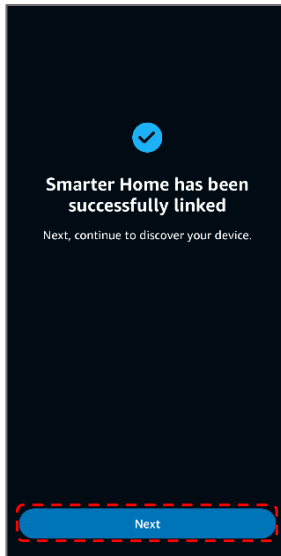 Smarter Home has been
successfully linked
Next, continue to discover your device.
Next